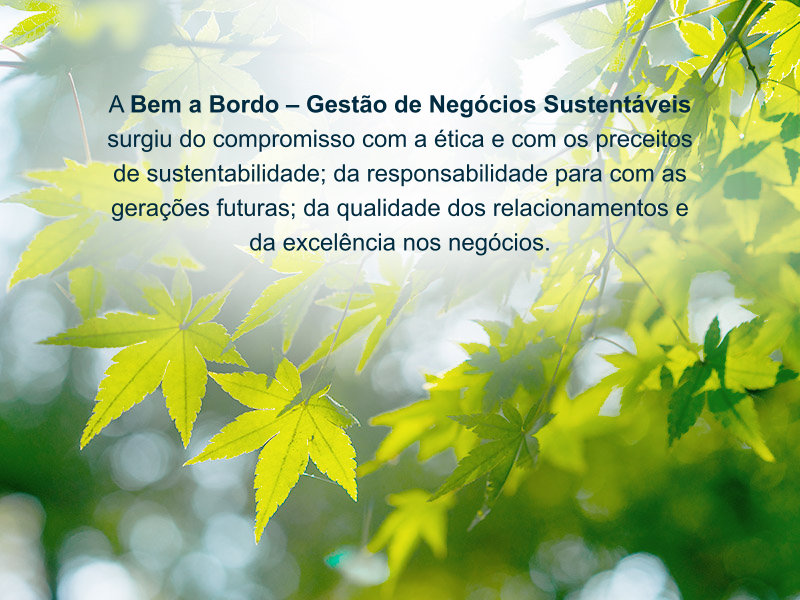 A Bem a Bordo – Gestão de Negócios Sustentáveis
surgiu do compromisso com a ética e com os preceitos
de sustentabilidade; da responsabilidade para com as
gerações futuras; da qualidade dos relacionamentos e
da excelência nos negócios.